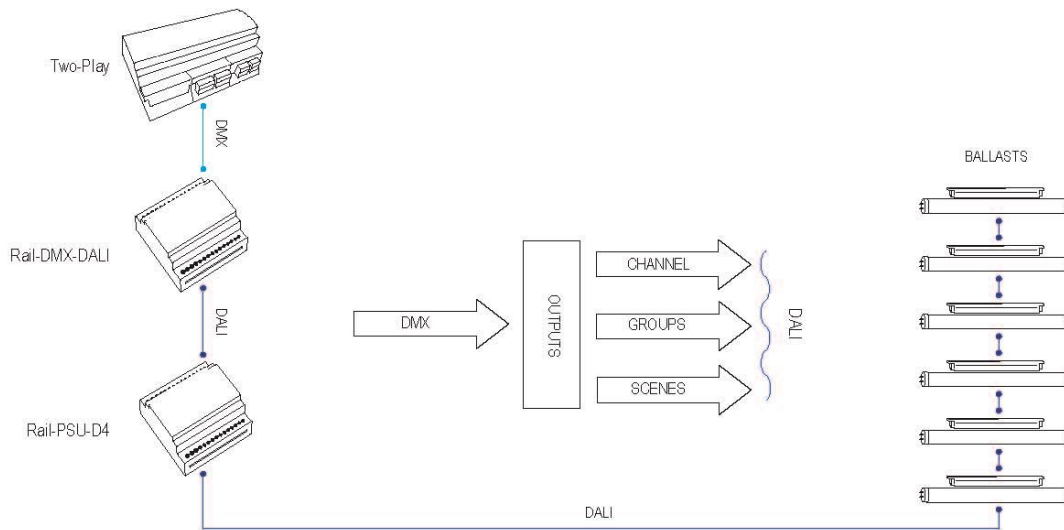 Two-Play
DMX
Rail-DMX-DALI
DALI
Rail-PSU-D4
DMX
OUTPUTS
CHANNEL
GROUPS
SCENES
DALI
BALLASTS
DALI